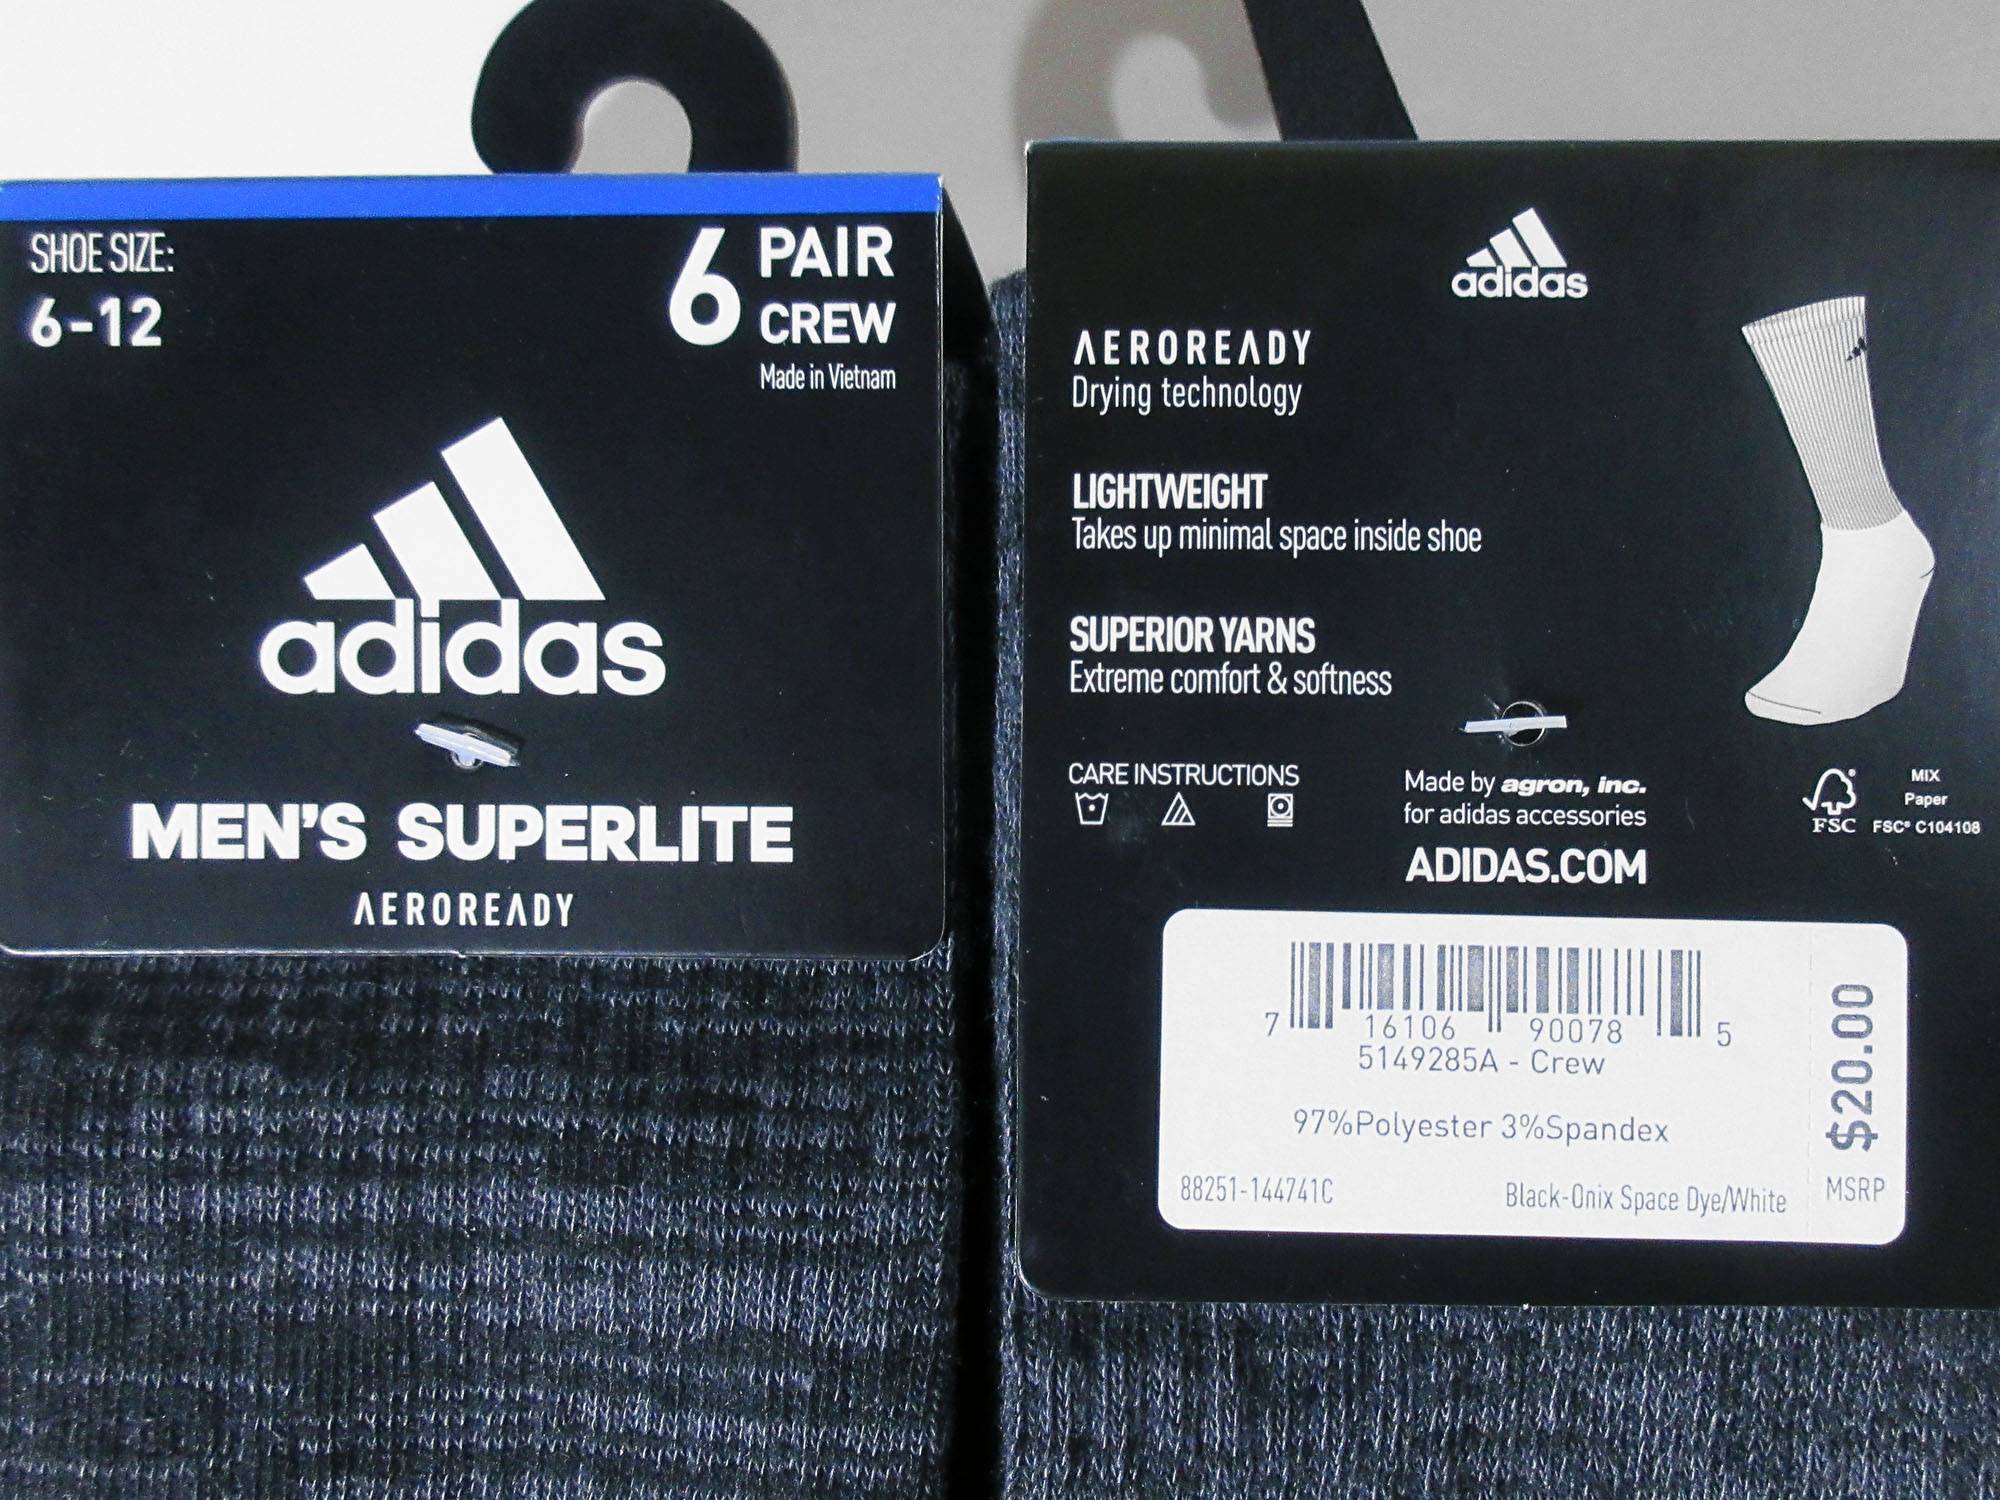 SHOE SIZE:
6-12
6 PAIR
CREW
Made in Vietnam
adidas
MEN'S SUPERLITE
AEROREADY
adidas
AEROREADY
Drying technology
LIGHTWEIGHT
Takes up minimal space inside shoe
SUPERIOR YARNS
Extreme comfort & softness
CARE INSTRUCTIONS
Made by agron, inc.
for adidas accessories
ADIDAS.COM
FSC
MIX
Paper
FSC® C104108
7 16106 90078 5
5149285A - Crew
97%Polyester 3%Spandex
88251-144741C
Black-Onix Space Dye/White
$20.00
MSRP